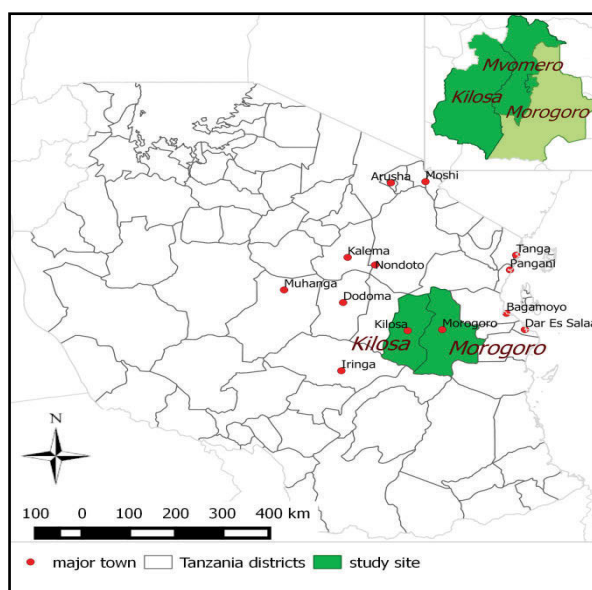 Mvomero
Kilosa
Morogoro
Arusha
Moshi
Kalema
Nondoto
Tanga
Pangani
Muhanga
Dodoma
Bagamoyo
Kilosa
Morogoro
Dar Es Salaa
Kilosa
Morogoro
Iringa
N
100 0 100 200 300 400 km
major town Tanzania districts study site